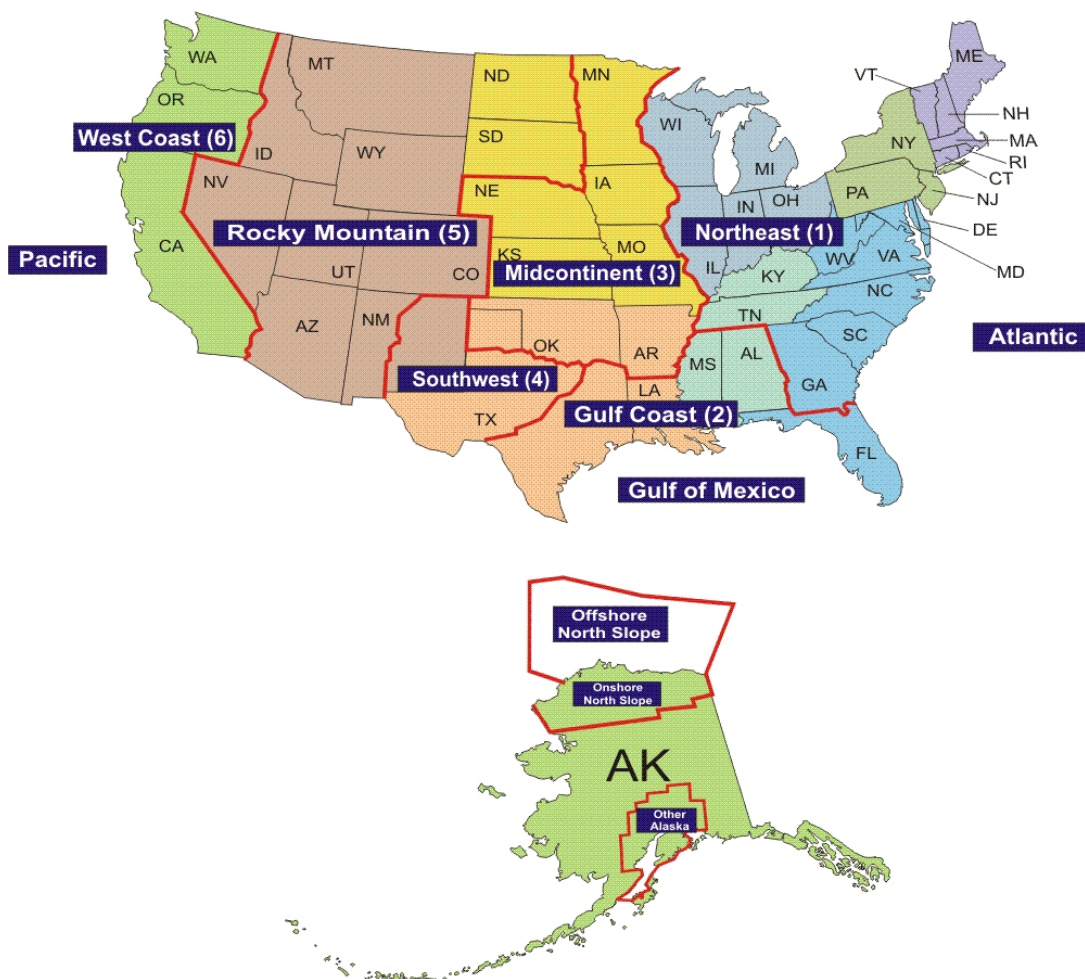 WA
MT
ND
MN
ME
VT
OR
WI
NY
NH
West Coast (6)
SD
MA
ID
WY
MI
RI
CT
NV
NE
IA
PA
NJ
IN
OH
DE
Rocky Mountain (5)
Northeast (1)
CA
KS
MO
WV
VA
Pacific
UT
CO
Midcontinent (3)
IL
KY
MD
NC
AZ
NM
TN
OK
AR
SC
Atlantic
MS
AL
Southwest (4)
LA
GA
TX
Gulf Coast (2)
FL
Gulf of Mexico
Offshore
North Slope
Onshore
North Slope
AK
Other
Alaska